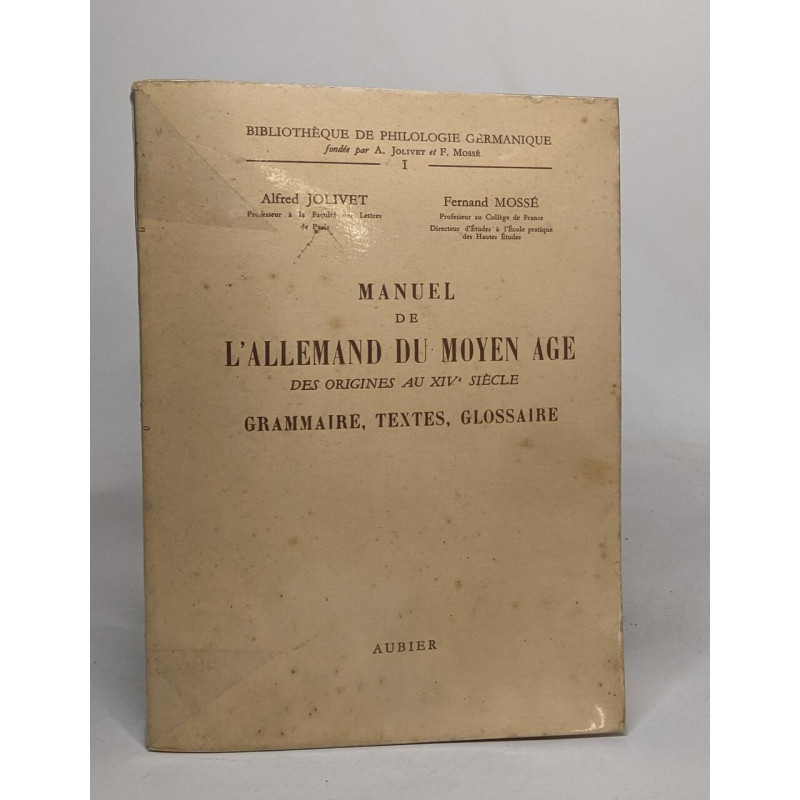 BIBLIOTHÈQUE DE PHILOLOGIE GERMANIQUE
fondée par A. JOLIVET et F. MOSSÉ
I
Alfred JOLIVET
Professeur à la Faculté des Lettres
de Paris
Fernand MOSSÉ
Professeur au Collège de France
Directeur d'Études à l'École pratique
des Hautes Études
MANUEL
DE
L'ALLEMAND DU MOYEN AGE
DES ORIGINES AU XIVe SIÈCLE
GRAMMAIRE, TEXTES, GLOSSAIRE
AUBIER